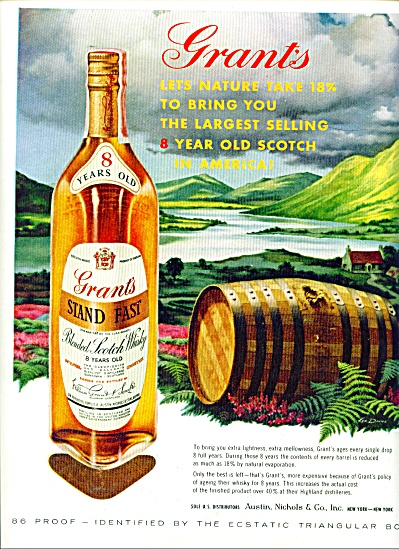 Grant's
LETS NATURE TAKE 18%
TO BRING YOU
THE LARGEST SELLING
8 YEAR OLD SCOTCH
IN AMERICA!
8
YEARS OLD
Grant's
STAND FAST
Blended Scotch Whisky
8 YEARS OLD
To bring you extra lightness, extra mellowness, Grant's ages every single drop
8 full years. During those 8 years the contents of every barrel is reduced
as much as 18% by natural evaporation.
Only the best is left—that's Grant's, more expensive because of Grant's policy
of ageing their whisky for 8 years. This increases the actual cost
of the finished product over 40% at their Highland distilleries.
SOLE U.S. DISTRIBUTORS Austin, Nichols & Co., Inc. NEW YORK—NEW YORK
86 PROOF – IDENTIFIED BY THE ECSTATIC TRIANGULAR BO